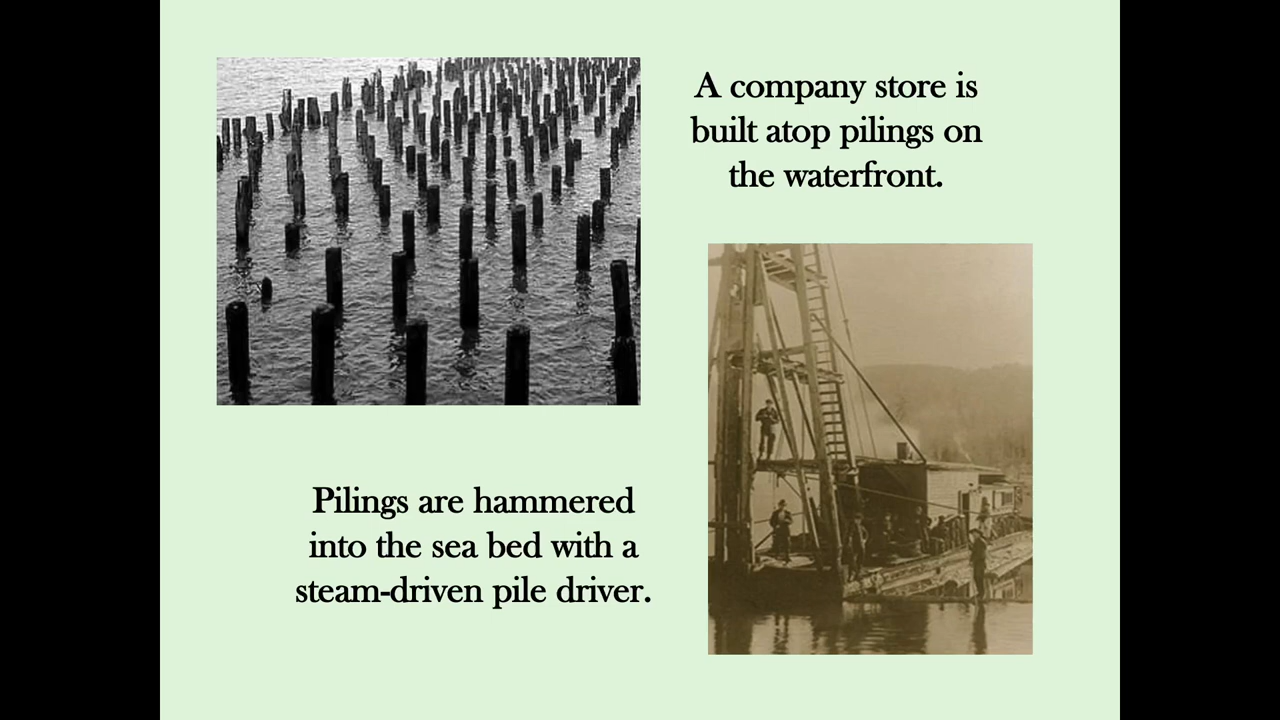 A company store is
built atop pilings on
the waterfront.
Pilings are hammered
into the sea bed with a
steam-driven pile driver.